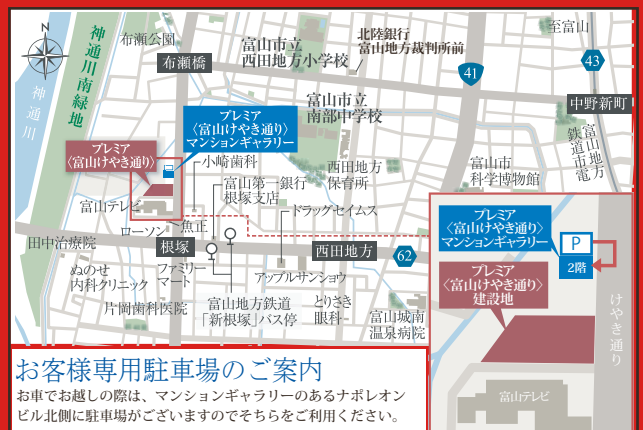 N
神通川
神通川南緑地
布瀬公園
布瀬橋
富山市立
西田地方小学校
北陸銀行
富山地方裁判所前
至富山
41
43
中野新町
富山地方
鉄道市電
プレミア
〈富山けやき通り〉
マンションギャラリー
富山市立
南部中学校
プレミア
〈富山けやき通り〉
小崎歯科
富山第一銀行
根塚支店
西田地方
保育所
富山市
科学博物館
富山テレビ
ローソン
魚正
ドラッグセイムス
田中治療院
根塚
西田地方
62
ぬのせ
内科クリニック
ファミリー
マート
アップルサンショウ
片岡歯科医院
富山地方鉄道
「新根塚」バス停
とりさき
眼科
富山城南
温泉病院
プレミア
〈富山けやき通り〉
マンションギャラリー
P
2階
プレミア
〈富山けやき通り〉
建設地
けやき通り
富山テレビ
お客様専用駐車場のご案内
お車でお越しの際は、マンションギャラリーのあるナポレオン
ビル北側に駐車場がございますのでそちらをご利用ください。